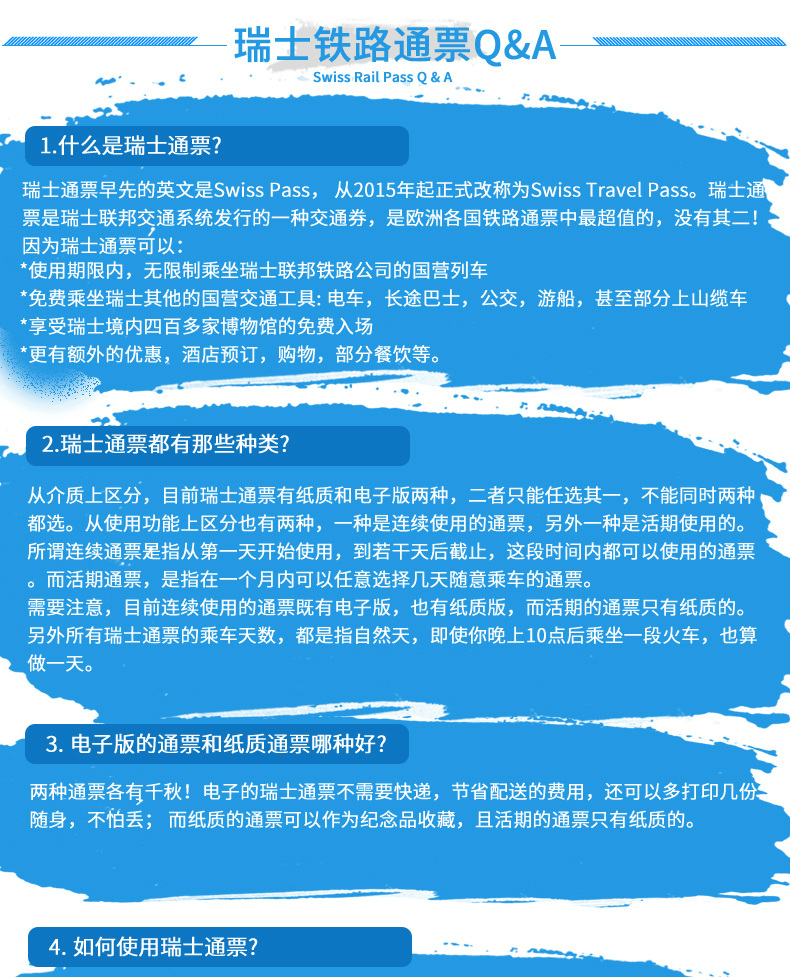 瑞士铁路通票Q&A
Swiss Rail Pass Q & A
1.什么是瑞士通票?
瑞士通票早先的英文是Swiss Pass， 从2015年起正式改称为Swiss Travel Pass。瑞士通
票是瑞士联邦交通系统发行的一种交通券，是欧洲各国铁路通票中最超值的，没有其二！
因为瑞士通票可以：
*使用期限内，无限制乘坐瑞士联邦铁路公司的国营列车
*免费乘坐瑞士其他的国营交通工具: 电车，长途巴士，公交，游船，甚至部分上山缆车
*享受瑞士境内四百多家博物馆的免费入场
*更有额外的优惠，酒店预订，购物，部分餐饮等。
2.瑞士通票都有那些种类?
从介质上区分，目前瑞士通票有纸质和电子版两种，二者只能任选其一，不能同时两种
都选。从使用功能上区分也有两种，一种是连续使用的通票，另外一种是活期使用的。
所谓连续通票是指从第一天开始使用，到若干天后截止，这段时间内都可以使用的通票
。而活期通票，是指在一个月内可以任意选择几天随意乘车的通票。
需要注意，目前连续使用的通票既有电子版，也有纸质版，而活期的通票只有纸质的。
另外所有瑞士通票的乘车天数，都是指自然天，即使你晚上10点后乘坐一段火车，也算
做一天。
3. 电子版的通票和纸质通票哪种好?
两种通票各有千秋！电子的瑞士通票不需要快递，节省配送的费用，还可以多打印几份
随身，不怕丢； 而纸质的通票可以作为纪念品收藏，且活期的通票只有纸质的。
4. 如何使用瑞士通票?